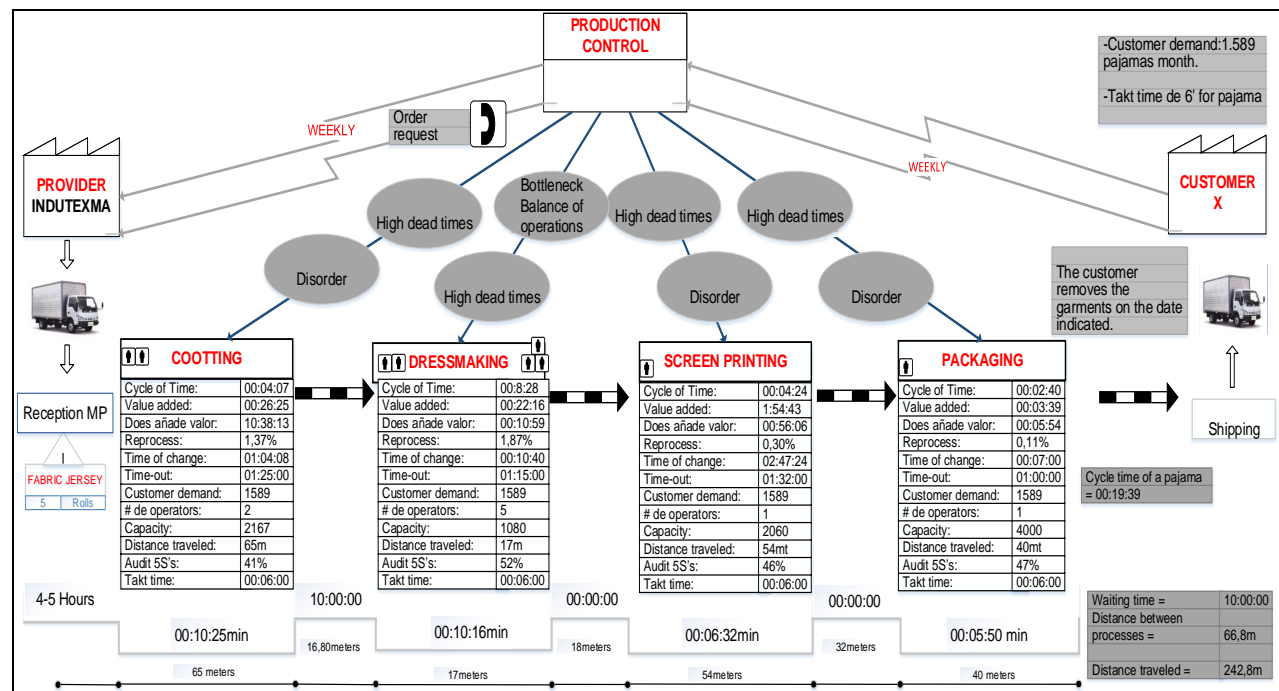 PRODUCTION
CONTROL
-Customer demand:1.589
pajamas month.
-Takt time de 6' for pajama
Order
request
WEEKLY
WEEKLY
PROVIDER
INDUTEXMA
CUSTOMER
X
High dead times
Bottleneck
Balance of
operations
High dead times
High dead times
Disorder
High dead times
Disorder
Disorder
The customer
removes the
garments on the date
indicated.
COOTTING
Cycle of Time: 00:04:07
Value added: 00:26:25
Does añade valor: 10:38:13
Reprocess: 1,37%
Time of change: 01:04:08
Time-out: 01:25:00
Customer demand: 1589
# de operators: 2
Capacity: 2167
Distance traveled: 65m
Audit 5S's: 41%
Takt time: 00:06:00
DRESSMAKING
Cycle of Time: 00:8:28
Value added: 00:22:16
Does añade valor: 00:10:59
Reprocess: 1,87%
Time of change: 00:10:40
Time-out: 01:15:00
Customer demand: 1589
# de operators: 5
Capacity: 1080
Distance traveled: 17m
Audit 5S's: 52%
Takt time: 00:06:00
SCREEN PRINTING
Cycle of Time: 00:04:24
Value added: 1:54:43
Does añade valor: 00:56:06
Reprocess: 0,30%
Time of change: 02:47:24
Time-out: 01:32:00
Customer demand: 1589
# de operators: 1
Capacity: 2060
Distance traveled: 54mt
Audit 5S's: 46%
Takt time: 00:06:00
PACKAGING
Cycle of Time: 00:02:40
Value added: 00:03:39
Does añade valor: 00:05:54
Reprocess: 0,11%
Time of change: 00:07:00
Time-out: 01:00:00
Customer demand: 1589
# de operators: 1
Capacity: 4000
Distance traveled: 40mt
Audit 5S's: 47%
Takt time: 00:06:00
Reception MP
I
FABRIC JERSEY
5 Rolls
Shipping
Cycle time of a pajama
= 00:19:39
4-5 Hours
10:00:00
00:00:00
00:00:00
00:10:25min
00:10:16min
00:06:32min
00:05:50 min
16,80meters
18meters
32meters
65 meters
17meters
54meters
40 meters
Waiting time = 10:00:00
Distance between
processes = 66,8m
Distance traveled = 242,8m